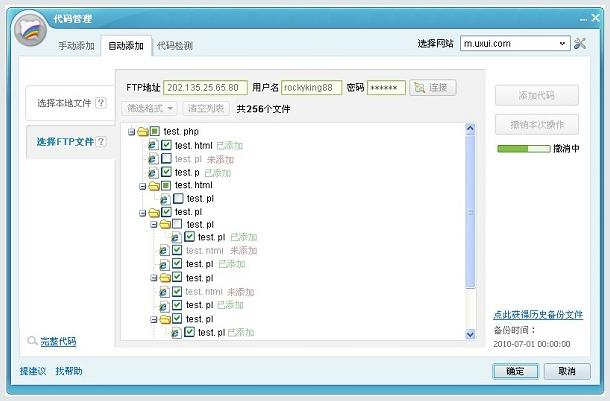 代码管理
手动添加 自动添加 代码检测 选择网站 m.uxui.com
选择本地文件 ?
选择FTP文件 ?
FTP地址 202.135.25.65.80 用户名 rockyking88 密码 ****** 连接
筛选格式 清空列表 共256个文件
test.php
test.html 已添加
test.pl 未添加
test.p 已添加
test.html
test.pl
test.pl
test.pl
test.pl 已添加
test.html 未添加
test.pl 已添加
test.pl
test.html 未添加
test.pl 已添加
test.pl
test.pl 已添加
添加代码
撤销本次操作
撤消中
点此获得历史备份文件
备份时间：
2010-07-01 00:00:00
完整代码
提建议 找帮助 确定 取消